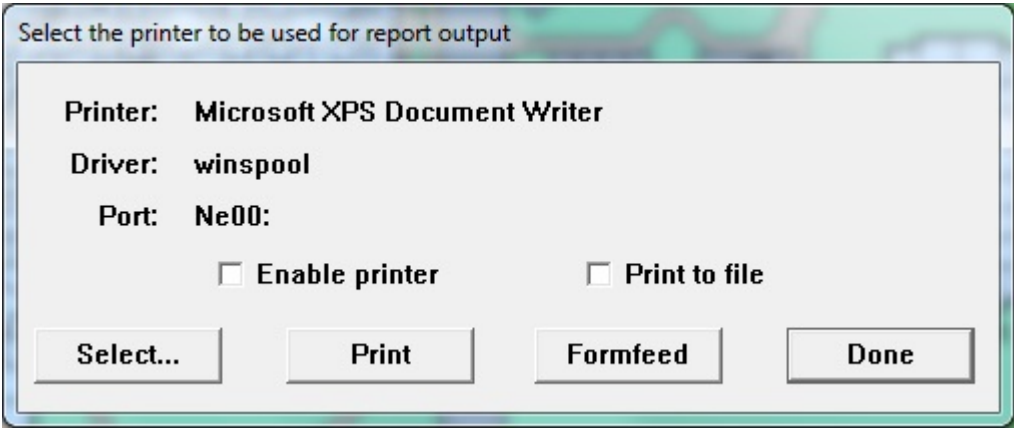 Select the printer to be used for report output
Printer: Microsoft XPS Document Writer
Driver: winspool
Port: Ne00:
Enable printer Print to file
Select... Print Formfeed Done